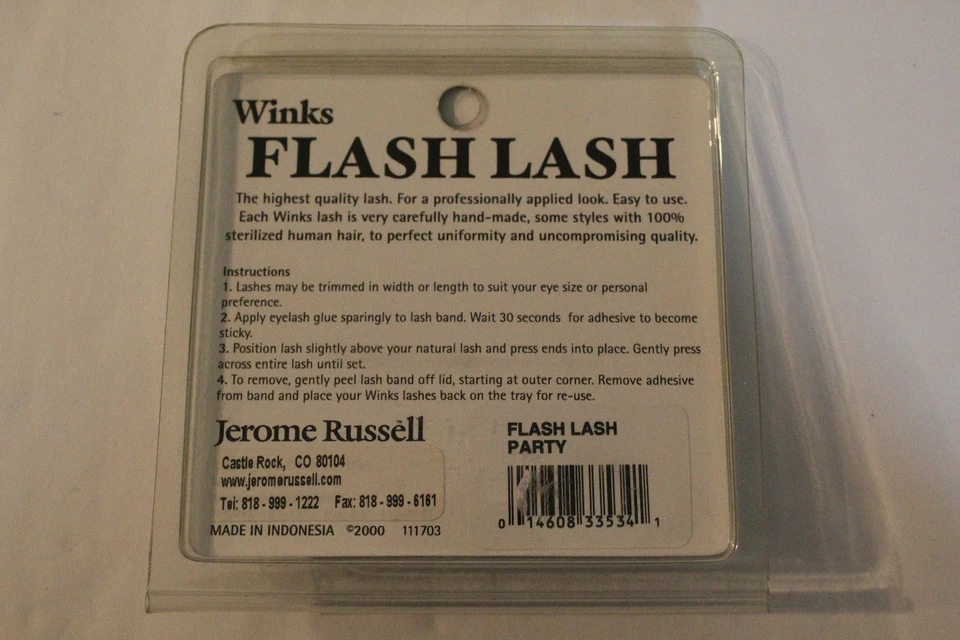 Winks
FLASH LASH
The highest quality lash. For a professionally applied look. Easy to use.
Each Winks lash is very carefully hand-made, some styles with 100%
sterilized human hair, to perfect uniformity and uncompromising quality.
Instructions
1. Lashes may be trimmed in width or length to suit your eye size or personal
preference.
2. Apply eyelash glue sparingly to lash band. Wait 30 seconds for adhesive to become
sticky.
3. Position lash slightly above your natural lash and press ends into place. Gently press
across entire lash until set.
4. To remove, gently peel lash band off lid, starting at outer corner. Remove adhesive
from band and place your Winks lashes back on the tray for re-use.
Jerome Russell
Castle Rock, CO 80104
www.jeromerussell.com
Tel: 818 - 999 - 1222 Fax: 818 - 999 - 6161
MADE IN INDONESIA ©2000 111703
FLASH LASH
PARTY
0 14608 33534 1